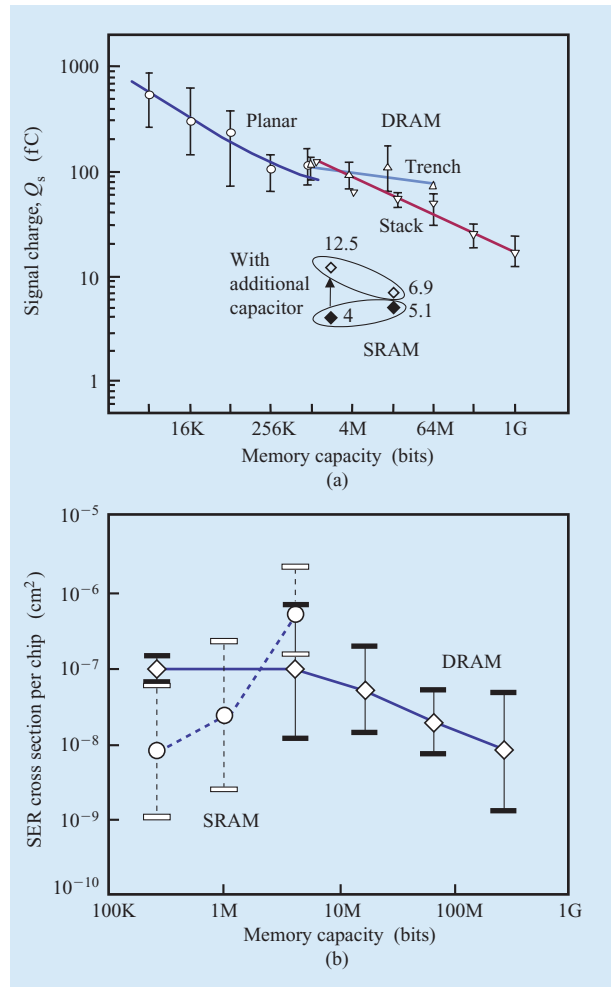 1000
100
10
1
Signal charge, Qs (fC)
Planar
DRAM
Trench
Stack
12.5
With
additional
capacitor
6.9
5.1
4
SRAM
16K 256K 4M 64M 1G
Memory capacity (bits)
(a)
10⁻⁵
10⁻⁶
10⁻⁷
10⁻⁸
10⁻⁹
10⁻¹⁰
SER cross section per chip (cm²)
DRAM
SRAM
100K 1M 10M 100M 1G
Memory capacity (bits)
(b)